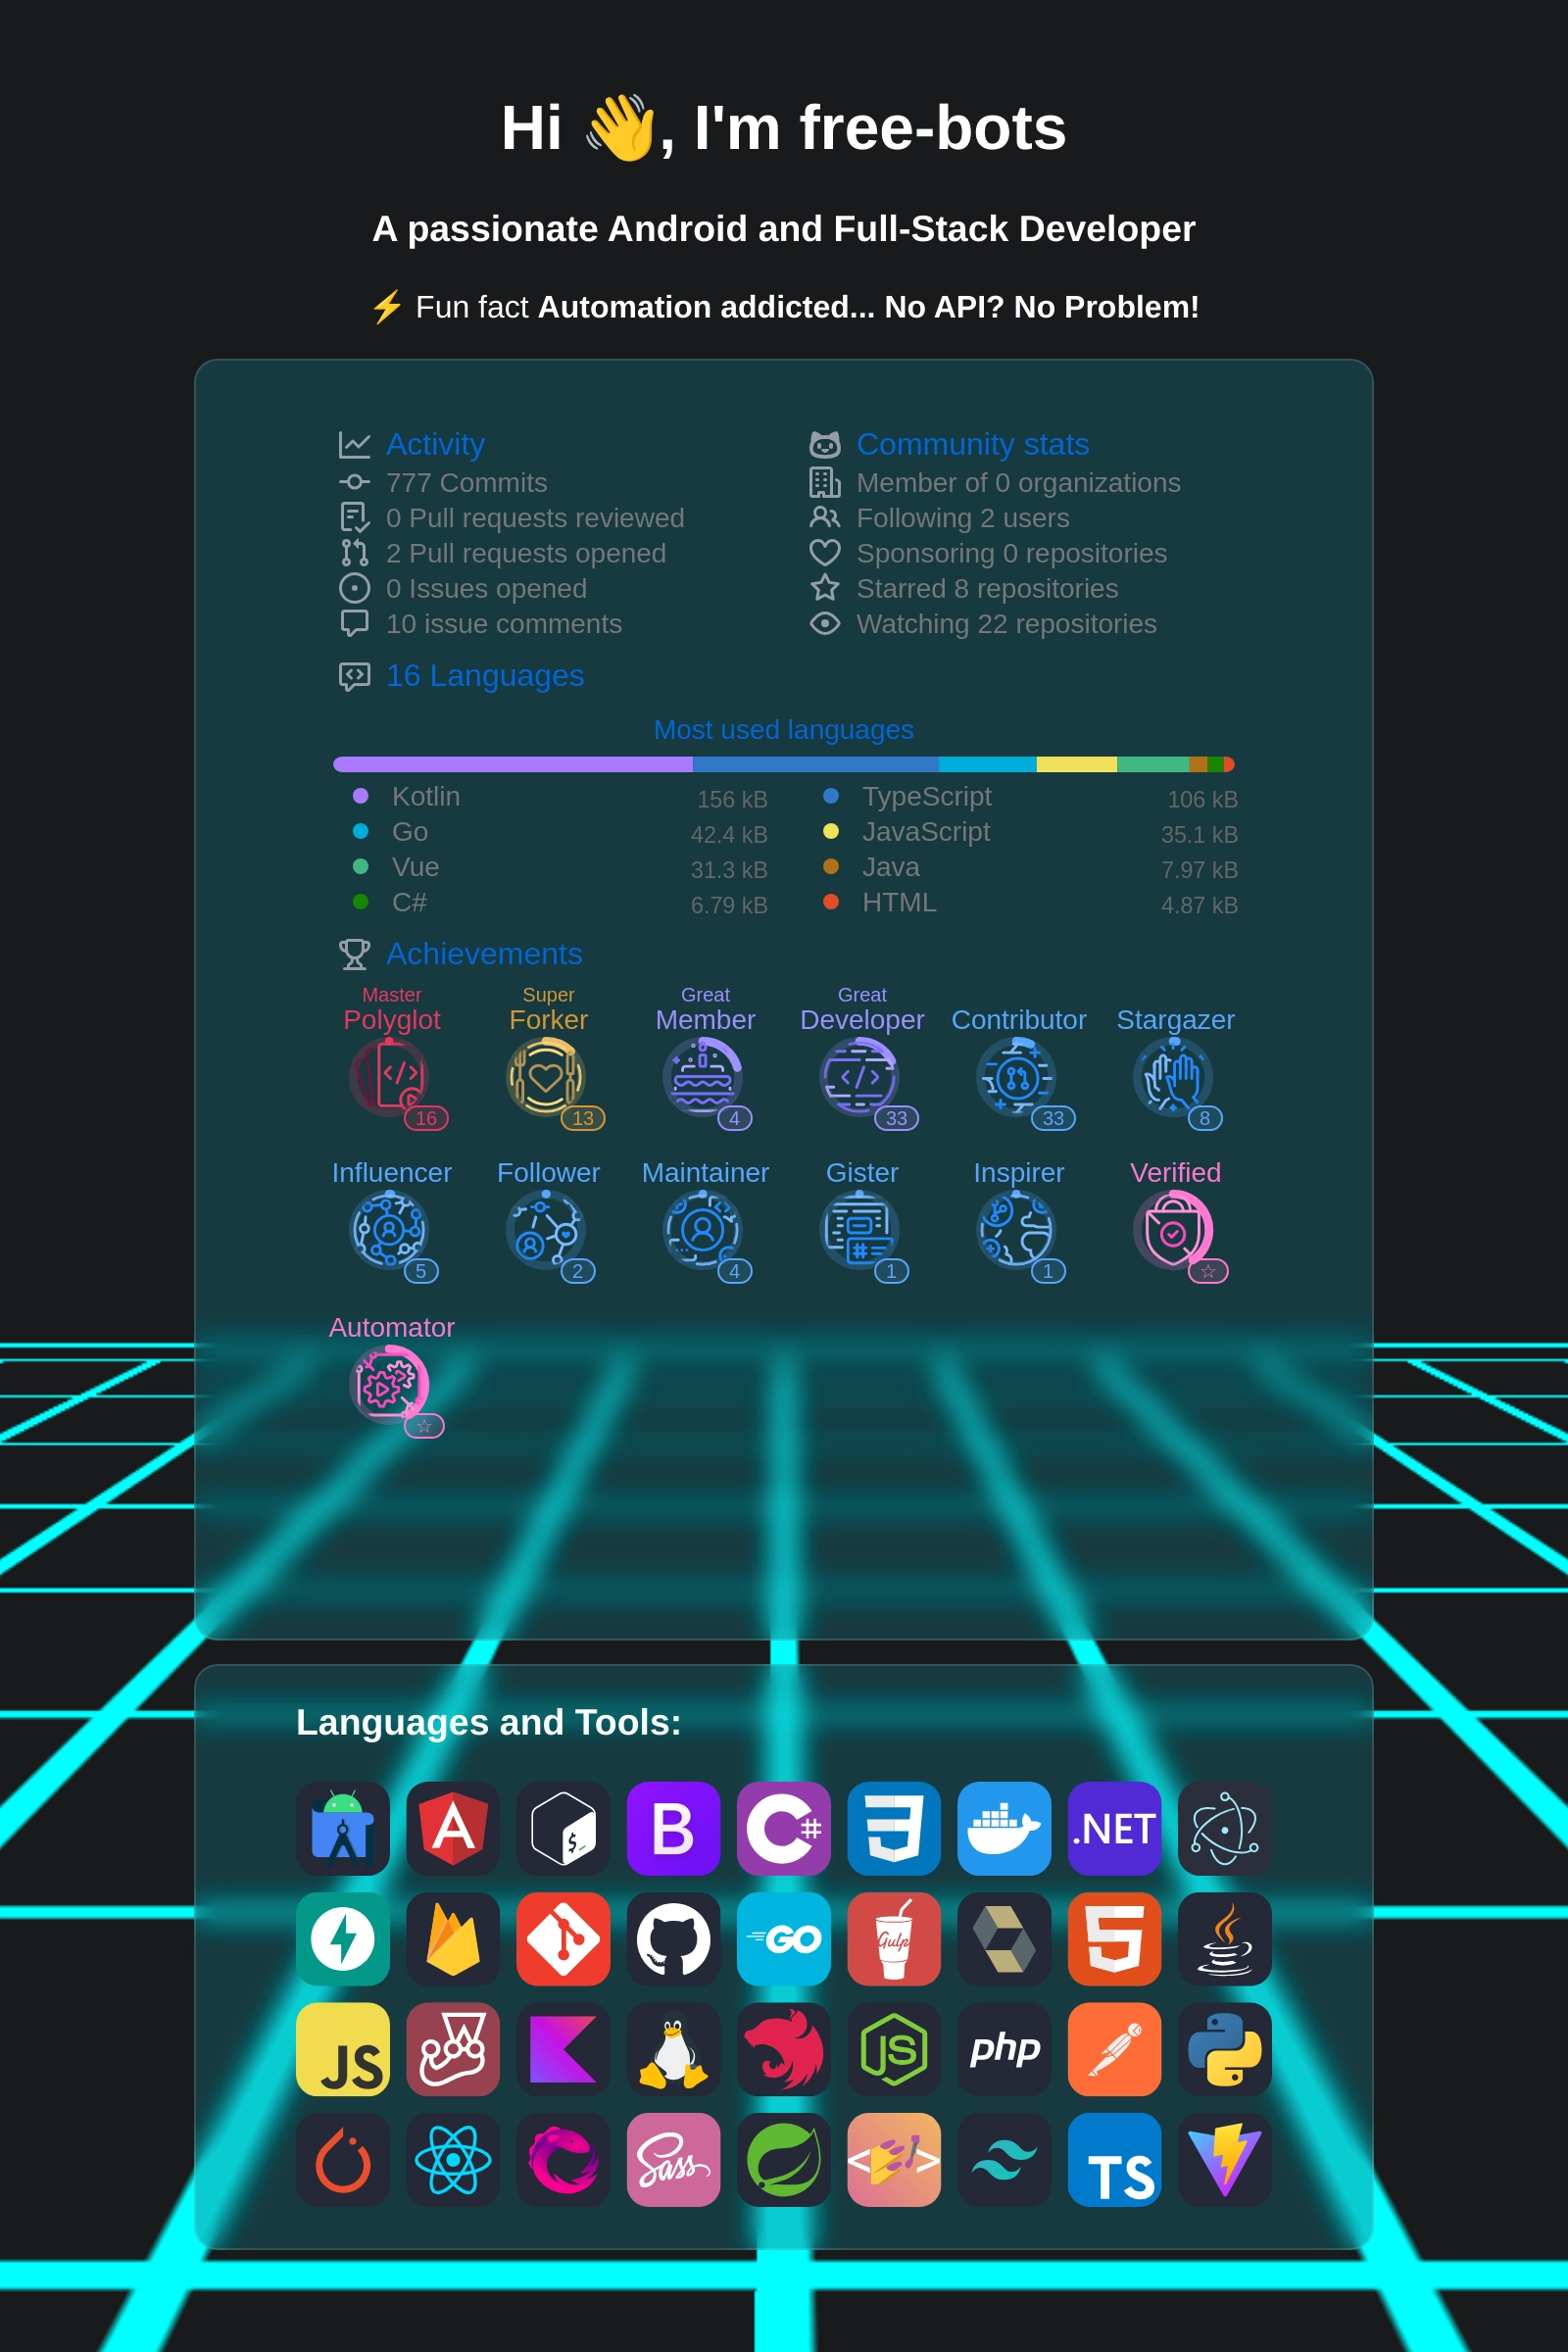 Hi 👋, I'm free-bots
A passionate Android and Full-Stack Developer
⚡ Fun fact Automation addicted... No API? No Problem!
Activity
777 Commits
0 Pull requests reviewed
2 Pull requests opened
0 Issues opened
10 issue comments
Community stats
Member of 0 organizations
Following 2 users
Sponsoring 0 repositories
Starred 8 repositories
Watching 22 repositories
16 Languages
Most used languages
Kotlin 156 kB
TypeScript 106 kB
Go 42.4 kB
JavaScript 35.1 kB
Vue 31.3 kB
Java 7.97 kB
C# 6.79 kB
HTML 4.87 kB
Achievements
Master
Polyglot
16
Super
Forker
13
Great
Member
4
Great
Developer
33
Contributor
33
Stargazer
8
Influencer
5
Follower
2
Maintainer
4
Gister
1
Inspirer
1
Verified
☆
Automator
☆
Languages and Tools:
A
$
B
C#
3
.NET
GO
Gulp
5
JS
JS
php
Sass
< >
TS